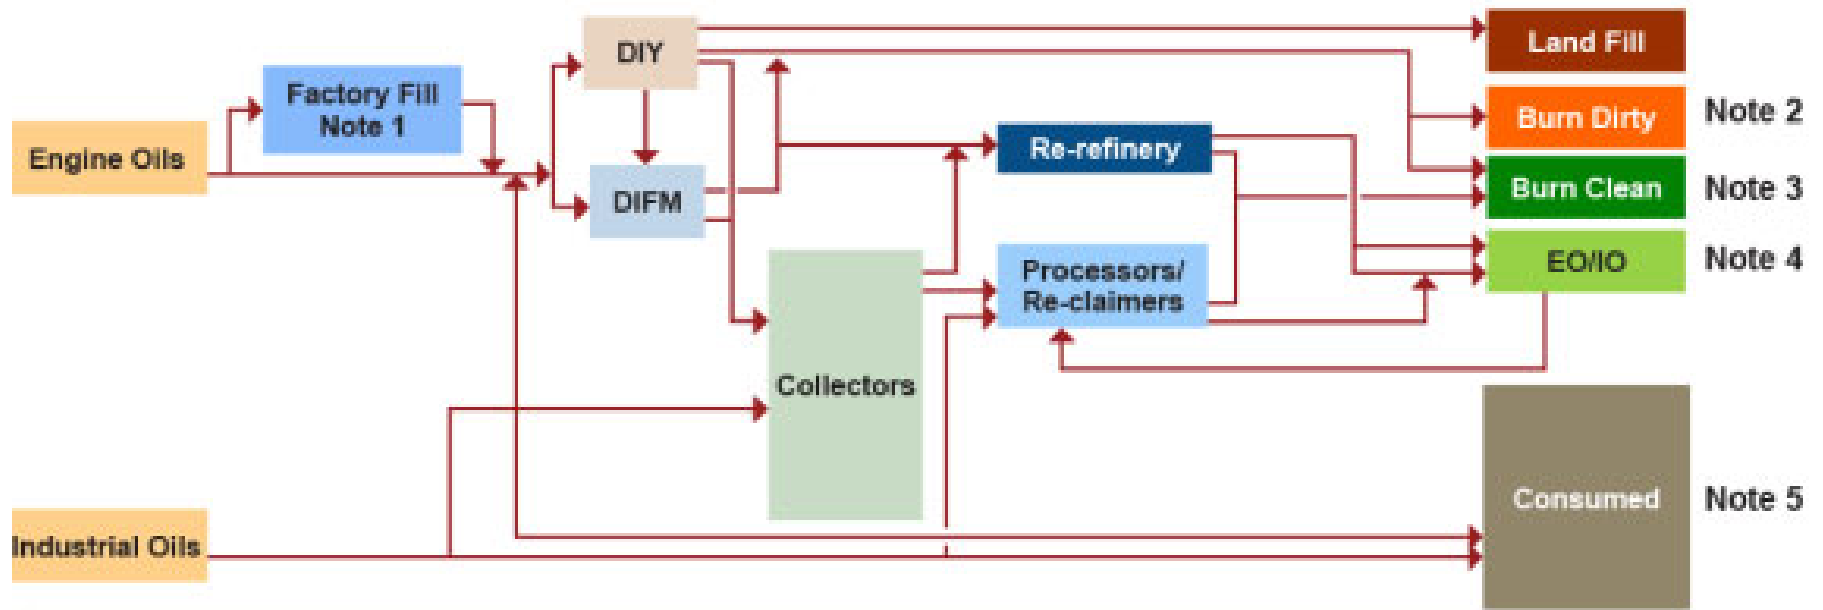 DIY
Land Fill
Factory Fill
Note 1
Burn Dirty
Note 2
Engine Oils
Re-refinery
DIFM
Burn Clean
Note 3
Processors/
Re-claimers
EO/IO
Note 4
Collectors
Consumed
Note 5
Industrial Oils